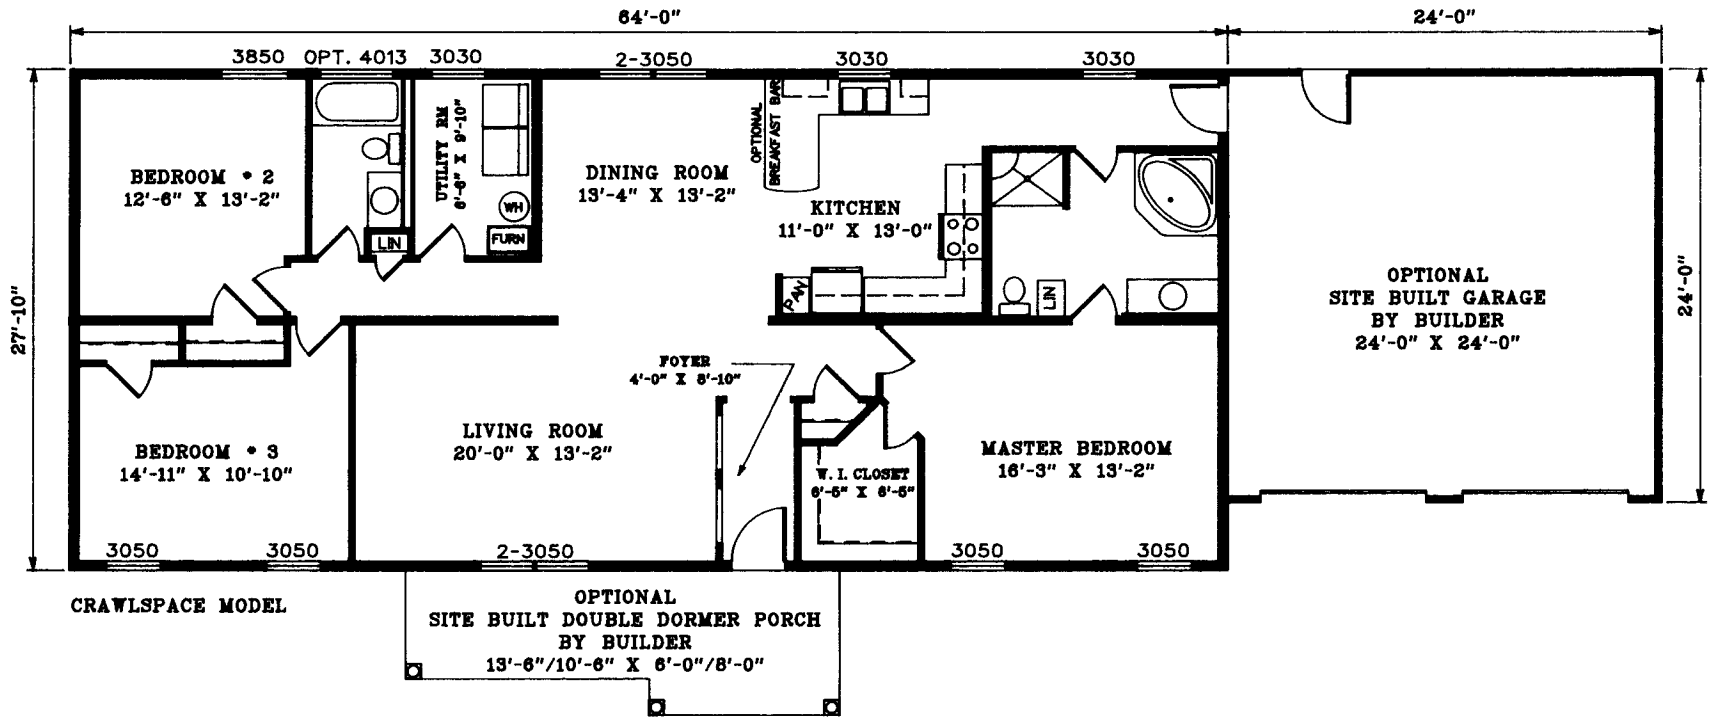 64'-0" 24'-0"
3850 OPT. 4013 3030 2-3050 3030 3030
27'-10"
BEDROOM * 2
12'-6" X 13'-2"
LIN
UTILITY RM
6'-6" X 9'-10"
WH
FURN
DINING ROOM
13'-4" X 13'-2"
OPTIONAL
BREAKFAST BAR
KITCHEN
11'-0" X 13'-0"
PAN
LIN
OPTIONAL
SITE BUILT GARAGE
BY BUILDER
24'-0" X 24'-0"
24'-0"
FOYER
4'-0" X 8'-10"
BEDROOM * 3
14'-11" X 10'-10"
LIVING ROOM
20'-0" X 13'-2"
W. I. CLOSET
6'-5" X 6'-5"
MASTER BEDROOM
16'-3" X 13'-2"
3050 3050 2-3050 3050 3050
CRAWLSPACE MODEL
OPTIONAL
SITE BUILT DOUBLE DORMER PORCH
BY BUILDER
13'-6"/10'-6" X 6'-0"/8'-0"